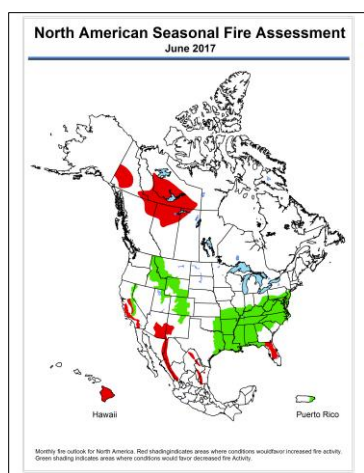 North American Seasonal Fire Assessment
June 2017
Hawaii
Puerto Rico
Monthly fire outlook for North America. Red shadingindicates areas where conditions wouldfavor increased fire activity.
Green shading indicates areas where conditions would favor decreased fire Activity.